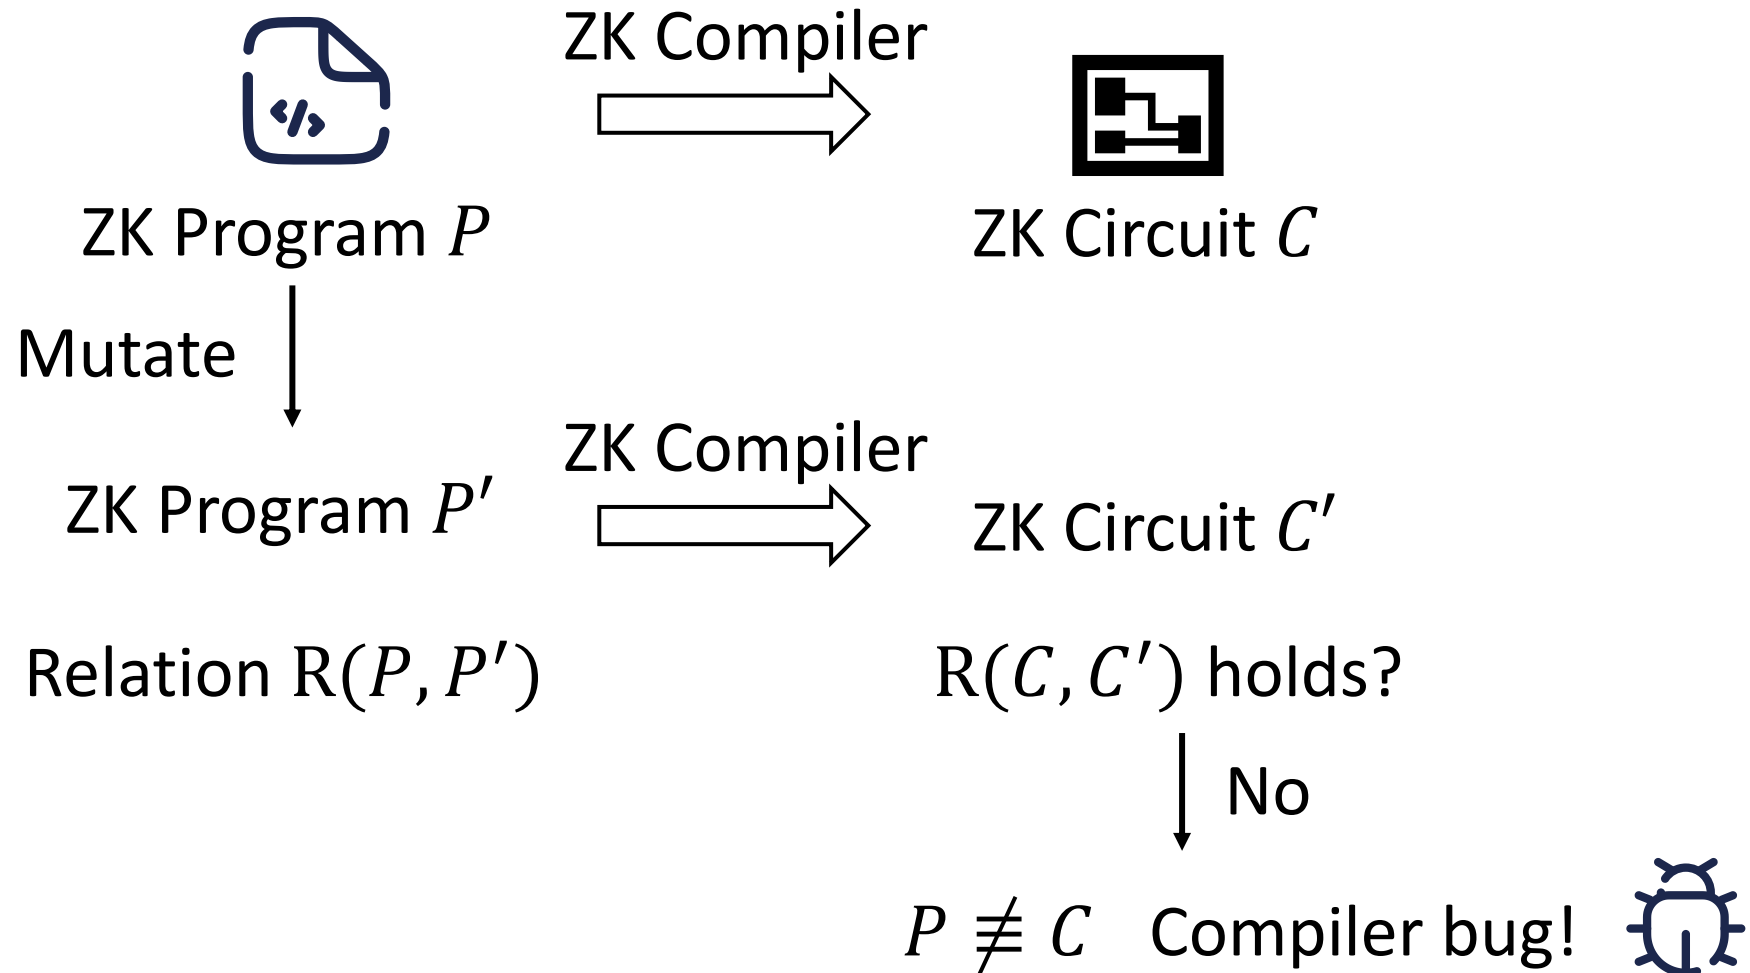 ZK Compiler
</>
ZK Program P
ZK Circuit C
Mutate
ZK Compiler
ZK Program P′
ZK Circuit C′
Relation R(P, P′)
R(C, C′) holds?
No
P ≢ C Compiler bug!